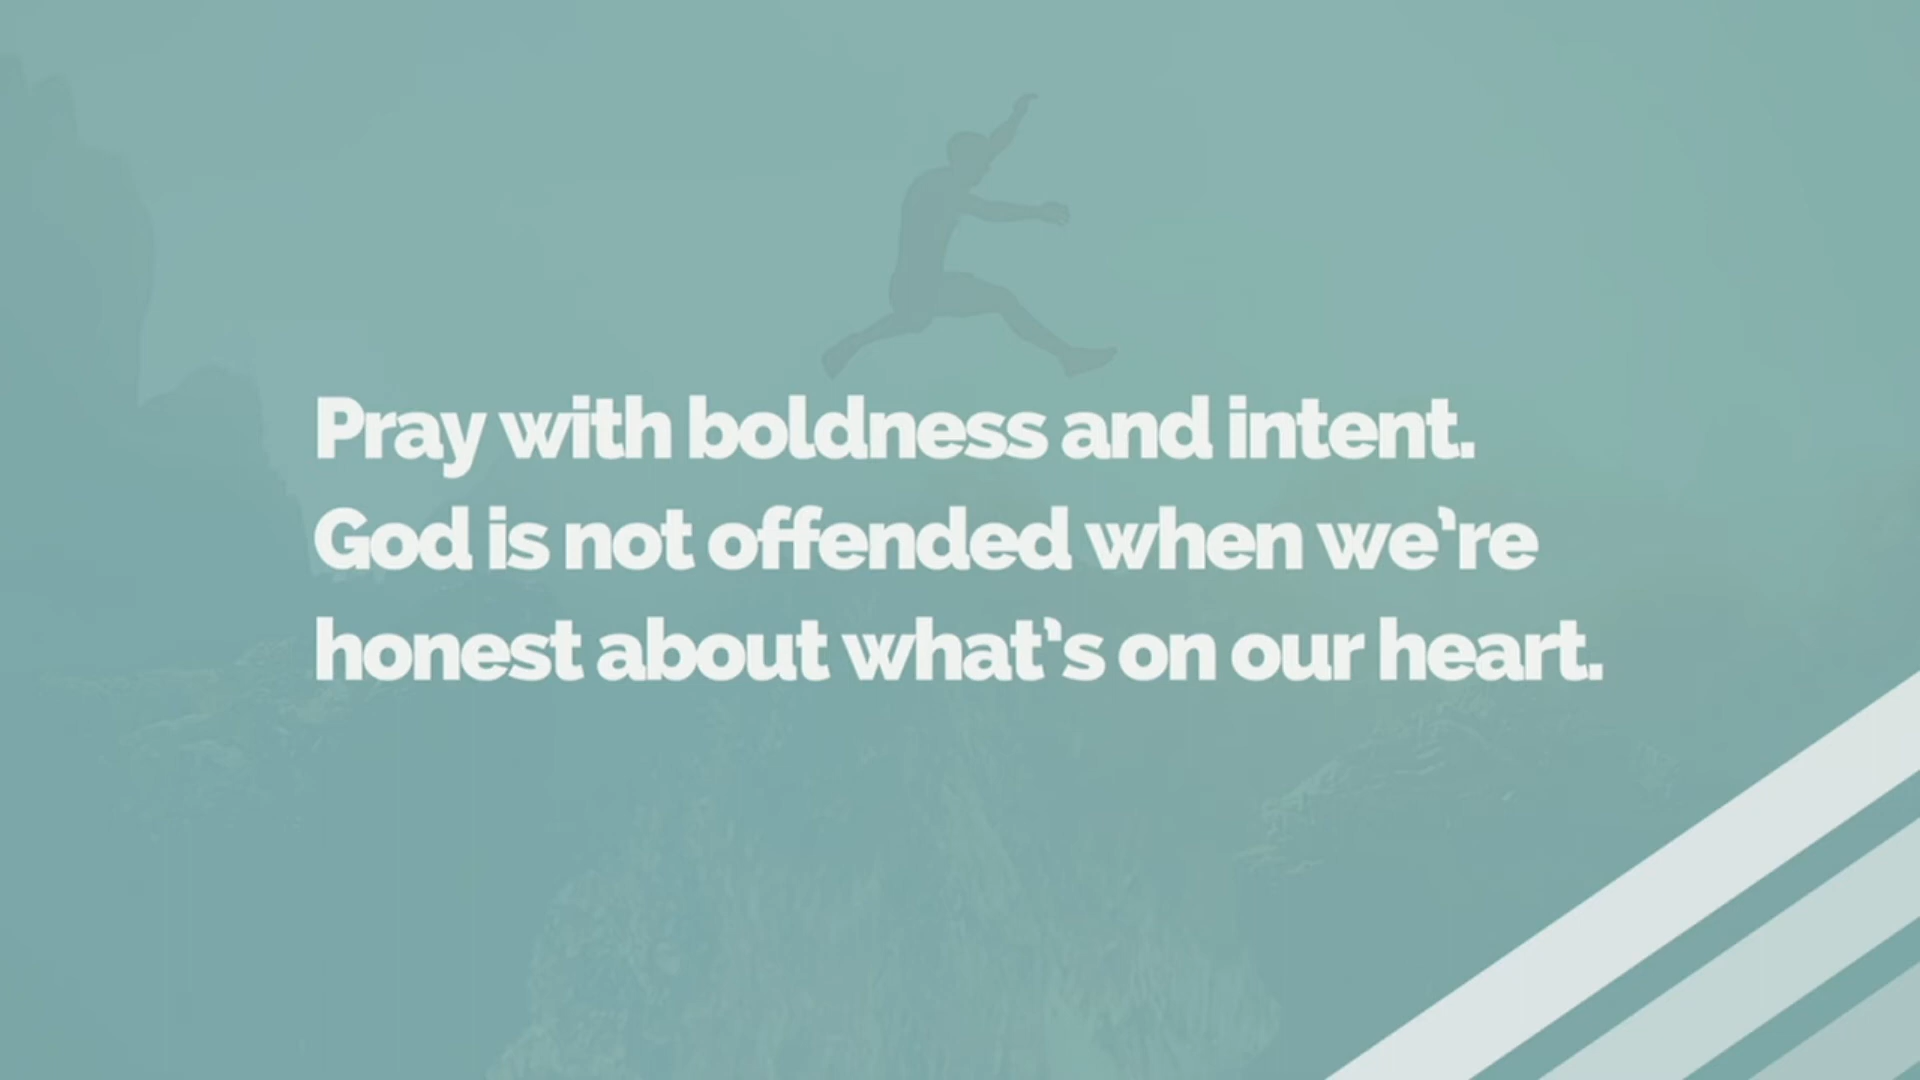 Pray with boldness and intent.
God is not offended when we’re
honest about what’s on our heart.